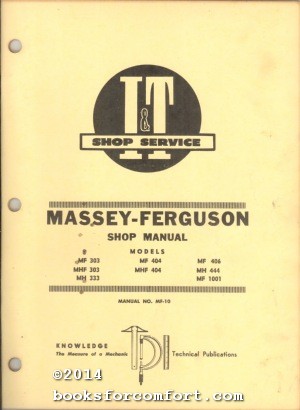 I&T
SHOP SERVICE
MASSEY-FERGUSON
SHOP MANUAL
MODELS
MF 303 MF 404 MF 406
MHF 303 MHF 404 MH 444
MH 333 MF 1001
MANUAL NO. MF-10
KNOWLEDGE
The Measure of a Mechanic
TPI
Technical Publications
©2014
booksforcomfort.com